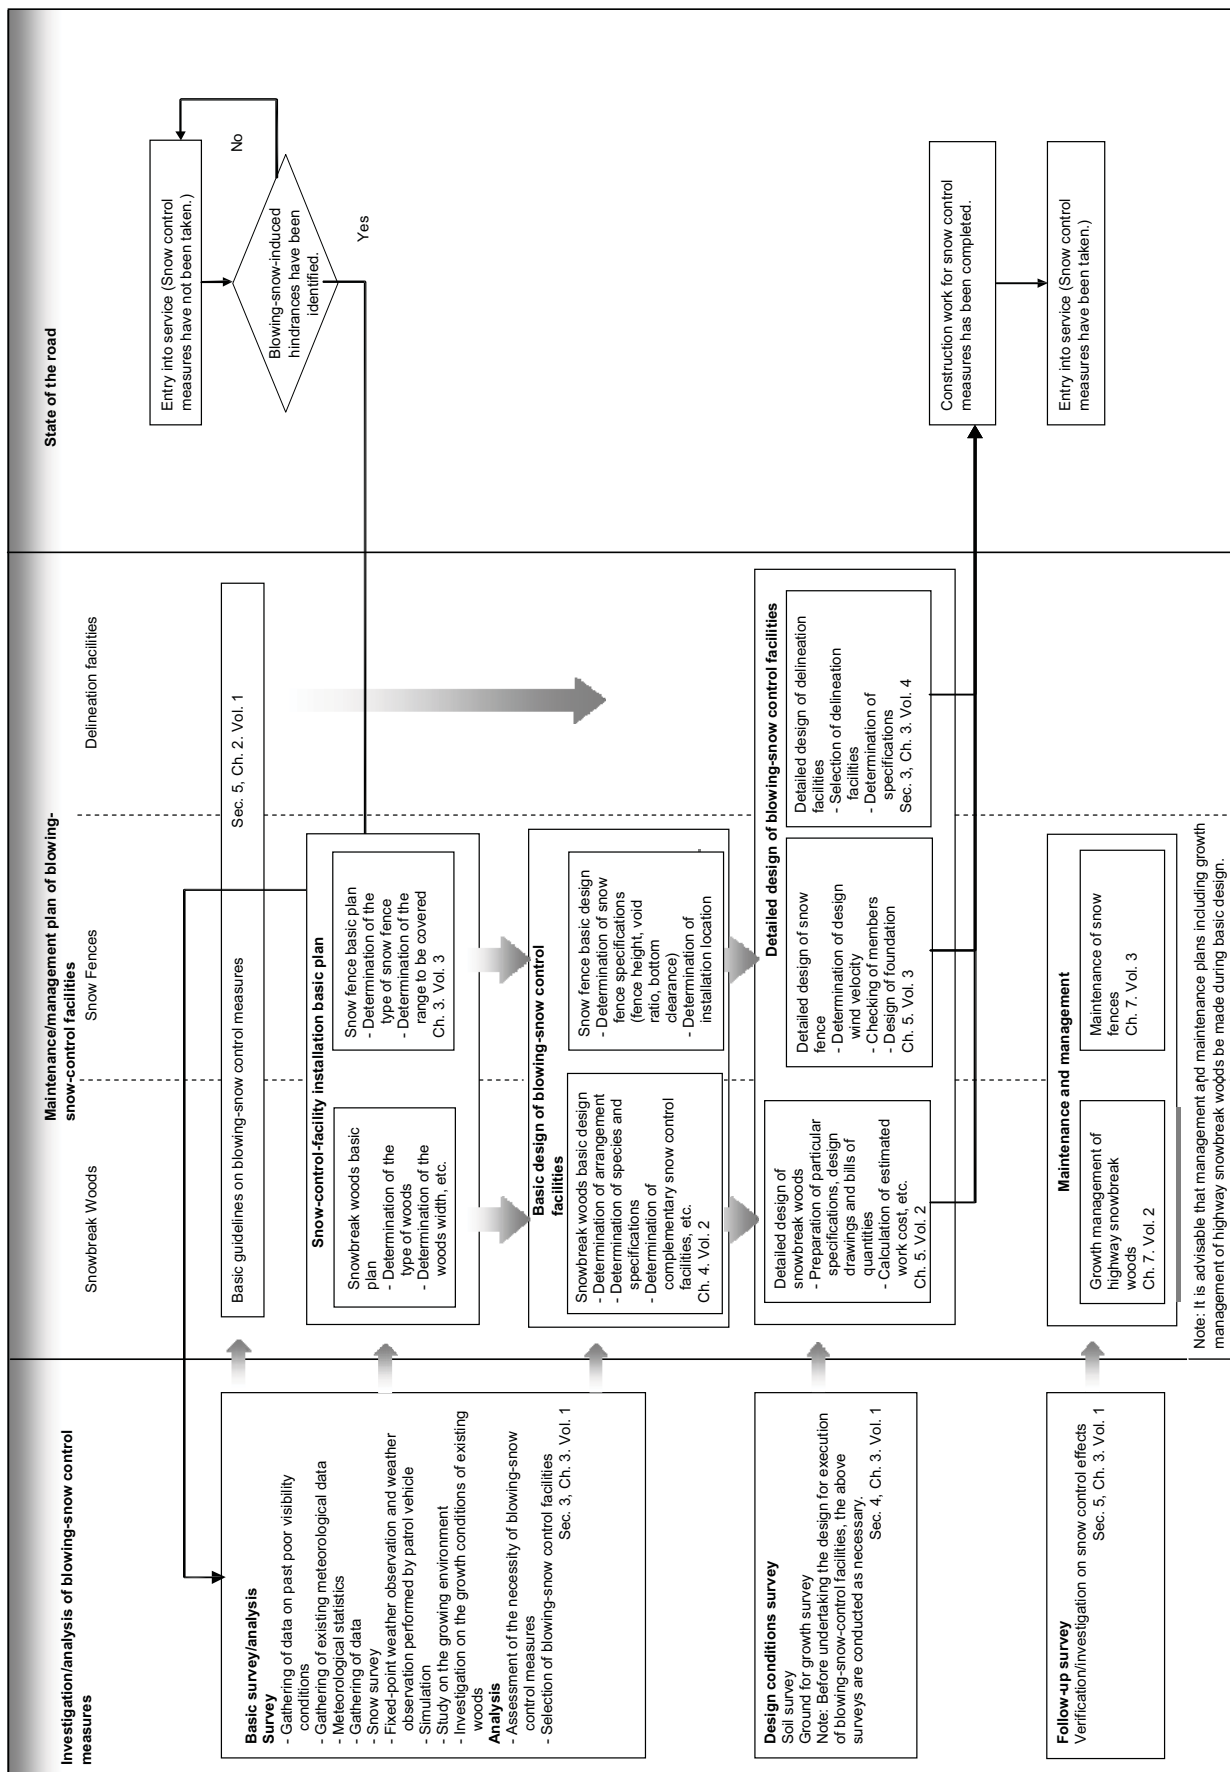 Investigation/analysis of blowing-snow control
measures
Maintenance/management plan of blowing-
snow-control facilities
State of the road
Snowbreak Woods
Snow Fences
Delineation facilities
Basic survey/analysis
Survey
- Gathering of data on past poor visibility
conditions
- Gathering of existing meteorological data
- Meteorological statistics
- Gathering of data
- Snow survey
- Fixed-point weather observation and weather
observation performed by patrol vehicle
- Simulation
- Study on the growing environment
- Investigation on the growth conditions of existing
woods
Analysis
- Assessment of the necessity of blowing-snow
control measures
- Selection of blowing-snow control facilities
Sec. 3, Ch. 3. Vol. 1
Design conditions survey
Soil survey
Ground for growth survey
Note: Before undertaking the design for execution
of blowing-snow-control facilities, the above
surveys are conducted as necessary.
Sec. 4, Ch. 3. Vol. 1
Follow-up survey
Verification/investigation on snow control effects
Sec. 5, Ch. 3. Vol. 1
Basic guidelines on blowing-snow control measures
Sec. 5, Ch. 2. Vol. 1
Snow-control-facility installation basic plan
Snowbreak woods basic
plan
- Determination of the
type of woods
- Determination of the
woods width, etc.
Snow fence basic plan
- Determination of the
type of snow fence
- Determination of the
range to be covered
Ch. 3. Vol. 3
Basic design of blowing-snow control
facilities
Snowbreak woods basic design
- Determination of arrangement
- Determination of species and
specifications
- Determination of
complementary snow control
facilities, etc.
Ch. 4. Vol. 2
Snow fence basic design
- Determination of snow
fence specifications
(fence height, void
ratio, bottom
clearance)
- Determination of
installation location
Detailed design of blowing-snow control facilities
Detailed design of
snowbreak woods
- Preparation of particular
specifications, design
drawings and bills of
quantities
- Calculation of estimated
work cost, etc.
Ch. 5. Vol. 2
Detailed design of snow
fence
- Determination of design
wind velocity
- Checking of members
- Design of foundation
Ch. 5. Vol. 3
Detailed design of delineation
facilities
- Selection of delineation
facilities
- Determination of
specifications
Sec. 3, Ch. 3. Vol. 4
Maintenance and management
Growth management of
highway snowbreak
woods
Ch. 7. Vol. 2
Maintenance of snow
fences
Ch. 7. Vol. 3
Note: It is advisable that management and maintenance plans including growth
management of highway snowbreak woods be made during basic design.
Entry into service (Snow control
measures have not been taken.)
No
Blowing-snow-induced
hindrances have been
identified.
Yes
Construction work for snow control
measures has been completed.
Entry into service (Snow control
measures have been taken.)